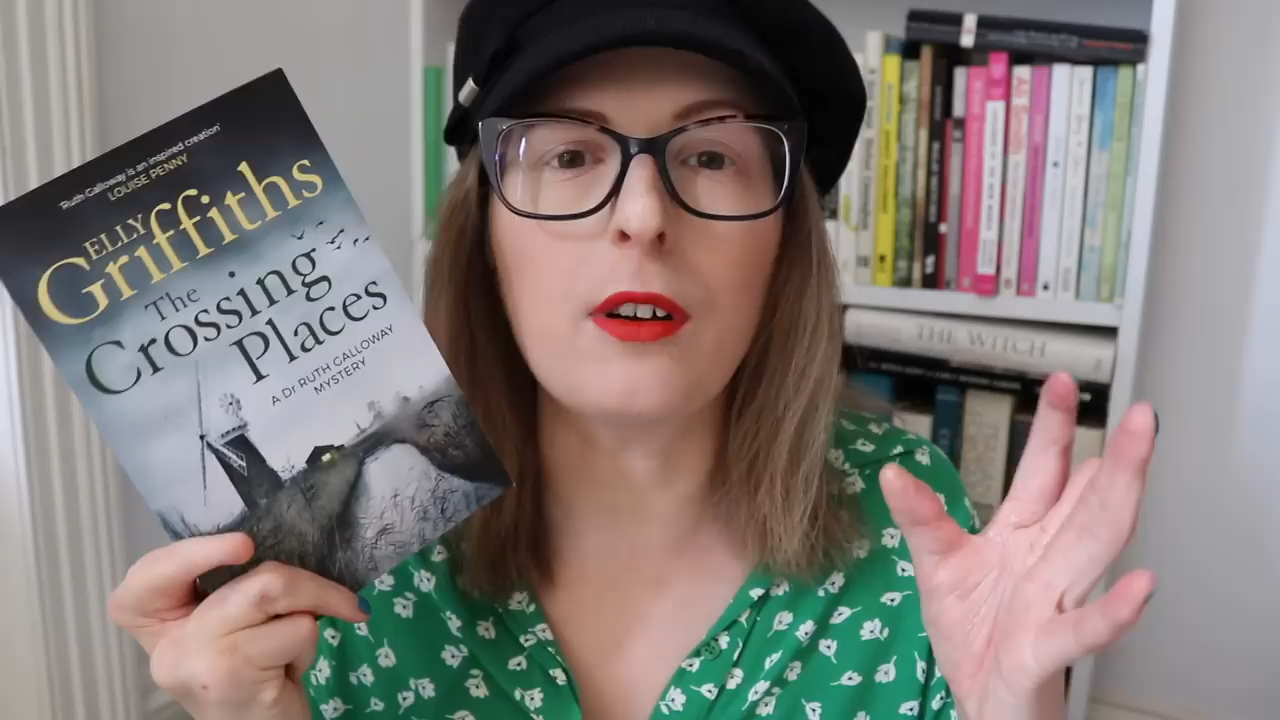 'Ruth Galloway is an inspired creation'
LOUISE PENNY
ELLY
Griffiths
The
Crossing
Places
A Dr RUTH GALLOWAY
MYSTERY
THE WITCH